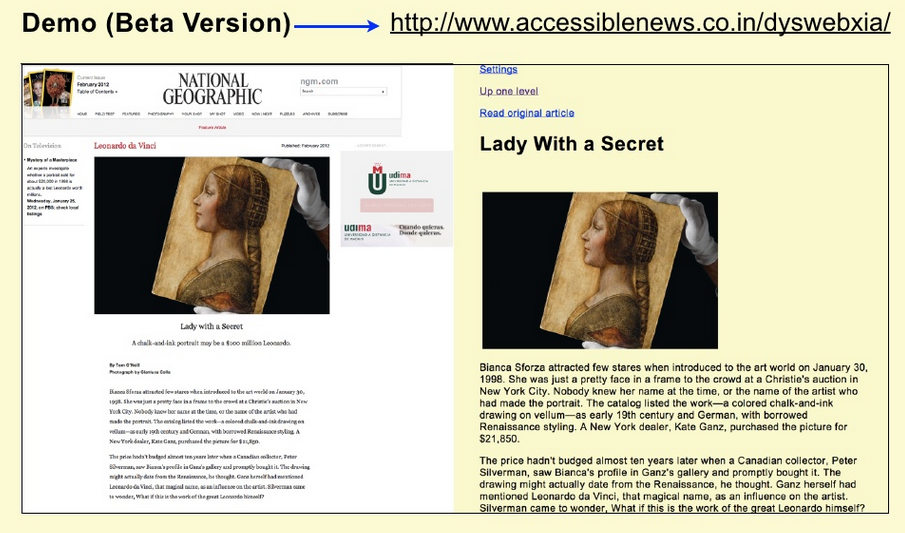 Demo (Beta Version)
http://www.accessiblenews.co.in/dyswebxia/
Current Issue
February 2012
Table of Contents »
NATIONAL
GEOGRAPHIC
ngm.com
Search
HOME FIELD TEST FEATURES PHOTOGRAPHY YOUR SHOT MY SHOT VIDEO NOW | NEXT PUZZLES ARCHIVES SUBSCRIBE
Feature Article
On Television
• Mystery of a Masterpiece
Art experts investigate
whether a portrait sold for
about $20,000 in 1998 is
actually a lost Leonardo worth
millions.
Wednesday, January 25,
2012, on PBS; check local
listings.
Leonardo da Vinci
Published: February 2012
ADVERTISEMENT
udima
udima
UNIVERSIDAD A DISTANCIA
DE MADRID
Cuando quieras.
Donde quieras.
Lady with a Secret
A chalk-and-ink portrait may be a $100 million Leonardo.
By Tom O'Neill
Photograph by Gianluca Colla
Bianca Sforza attracted few stares when introduced to the art world on January 30,
1998. She was just a pretty face in a frame to the crowd at a Christie's auction in New
York City. Nobody knew her name at the time, or the name of the artist who had
made the portrait. The catalog listed the work—a colored chalk-and-ink drawing on
vellum—as early 19th century and German, with borrowed Renaissance styling. A
New York dealer, Kate Ganz, purchased the picture for $21,850.
The price hadn't budged almost ten years later when a Canadian collector, Peter
Silverman, saw Bianca's profile in Ganz's gallery and promptly bought it. The
drawing might actually date from the Renaissance, he thought. Ganz herself had mentioned
Leonardo da Vinci, that magical name, as an influence on the artist. Silverman came
to wonder, What if this is the work of the great Leonardo himself?
Settings
Up one level
Read original article
Lady With a Secret
Bianca Sforza attracted few stares when introduced to the art world on January 30,
1998. She was just a pretty face in a frame to the crowd at a Christie's auction in
New York City. Nobody knew her name at the time, or the name of the artist who
had made the portrait. The catalog listed the work—a colored chalk-and-ink
drawing on vellum—as early 19th century and German, with borrowed
Renaissance styling. A New York dealer, Kate Ganz, purchased the picture for
$21,850.
The price hadn't budged almost ten years later when a Canadian collector, Peter
Silverman, saw Bianca's profile in Ganz's gallery and promptly bought it. The
drawing might actually date from the Renaissance, he thought. Ganz herself had
mentioned Leonardo da Vinci, that magical name, as an influence on the artist.
Silverman came to wonder, What if this is the work of the great Leonardo himself?